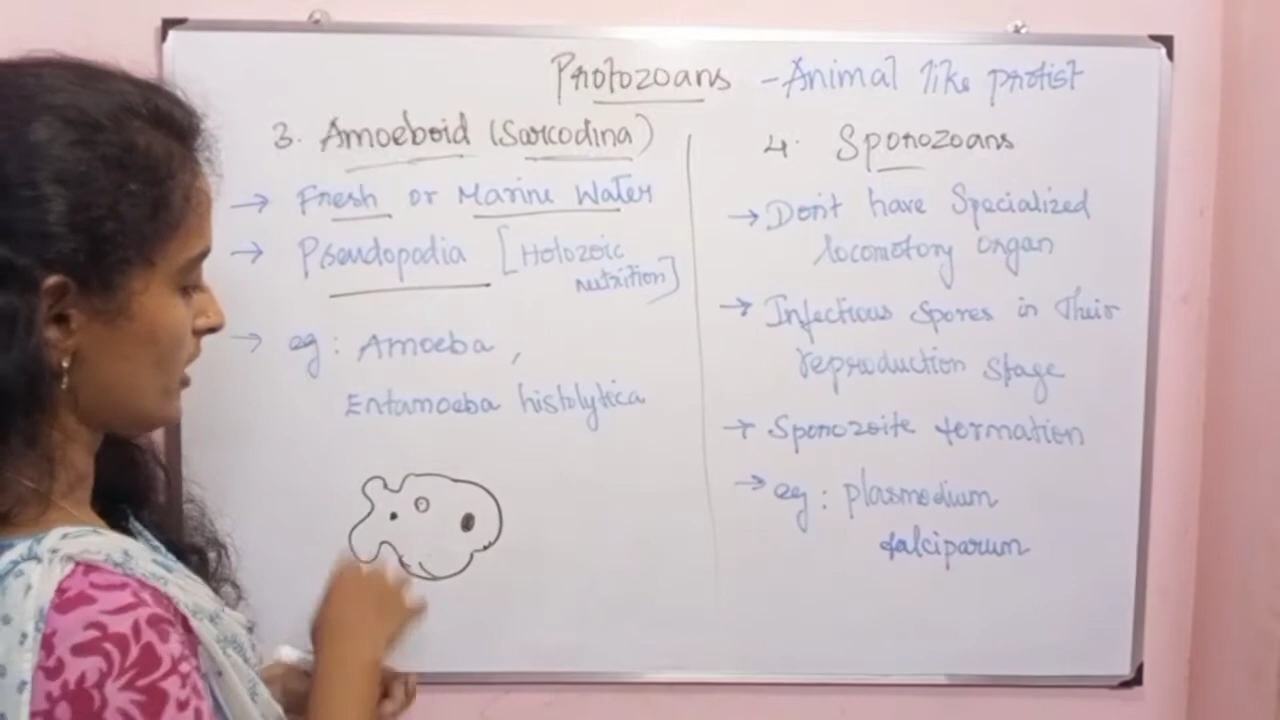 Protozoans - Animal like protist
3. Amoeboid (Sarcodina)
→ Fresh or Marine Water
→ Pseudopodia [Holozoic
nutrition]
→ eg: Amoeba,
Entamoeba histolytica
4. Sporozoans
→ Don't have Specialized
locomotory organ
→ Infectious Spores in Their
reproduction stage
→ Sporozoite formation
→ eg: plasmodium
falciparum